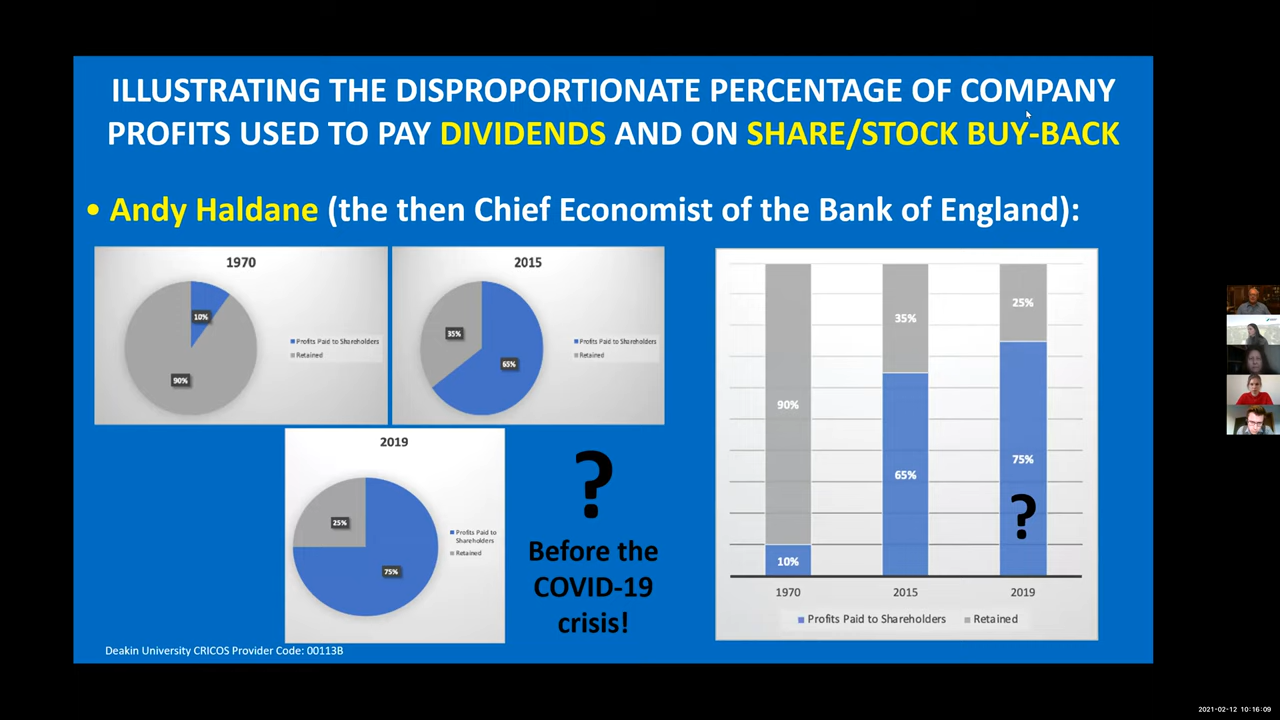 ILLUSTRATING THE DISPROPORTIONATE PERCENTAGE OF COMPANY
PROFITS USED TO PAY DIVIDENDS AND ON SHARE/STOCK BUY-BACK
• Andy Haldane (the then Chief Economist of the Bank of England):
1970
10%
90%
Profits Paid to Shareholders
Retained
2015
35%
65%
Profits Paid to Shareholders
Retained
2019
25%
75%
Profits Paid to
Shareholders
Retained
?
Before the
COVID-19
crisis!
90%
10%
35%
65%
25%
75%
?
1970
2015
2019
Profits Paid to Shareholders
Retained
Deakin University CRICOS Provider Code: 00113B
2021-02-12 10:16:09